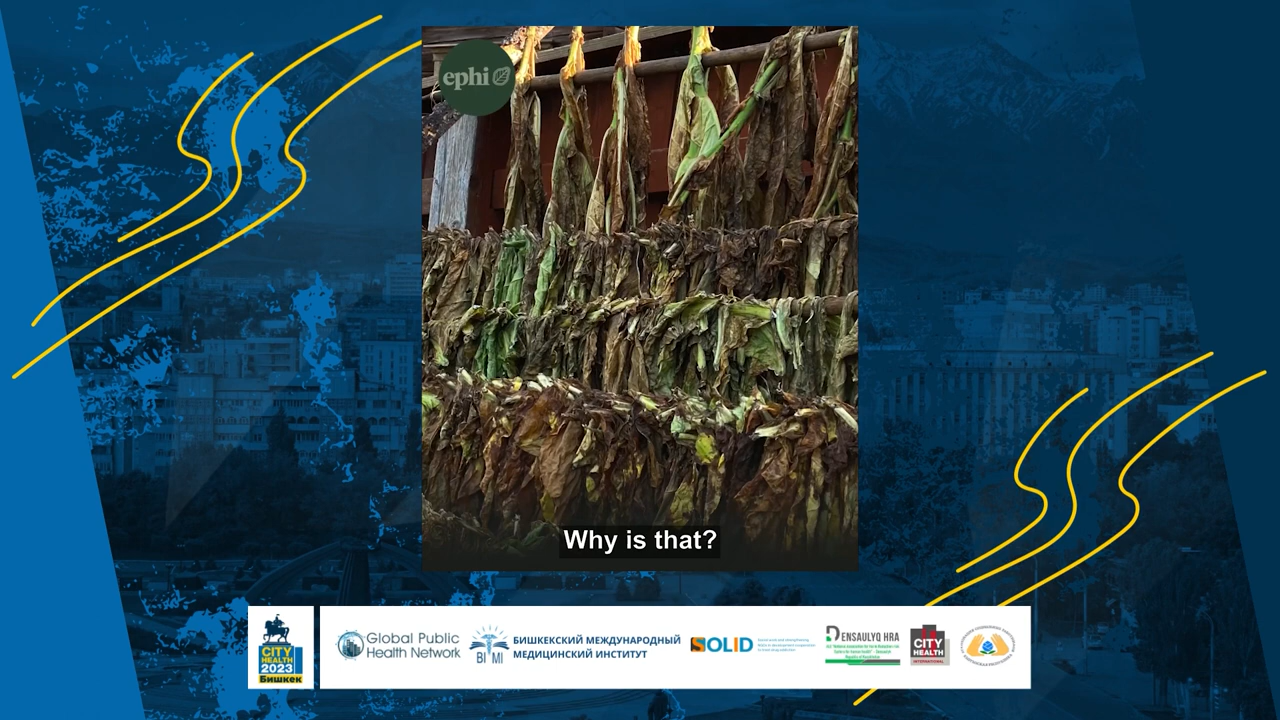 ephi
Why is that?
CITY
HEALTH
2023
Бишкек
Global Public
Health Network
BIMI
БИШКЕКСКИЙ МЕЖДУНАРОДНЫЙ
МЕДИЦИНСКИЙ ИНСТИТУТ
SOLID
DENSAULYQ HRA
CITY
HEALTH
INTERNATIONAL